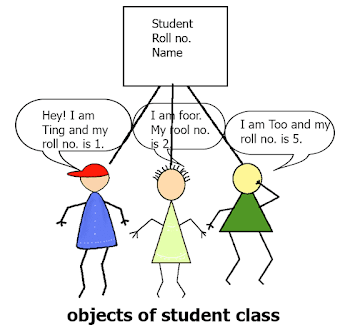 Student
Roll no.
Name
Hey! I am
Ting and my
roll no. is 1.
I am foor.
My rool no.
is 2
I am Too and my
roll no. is 5.
objects of student class